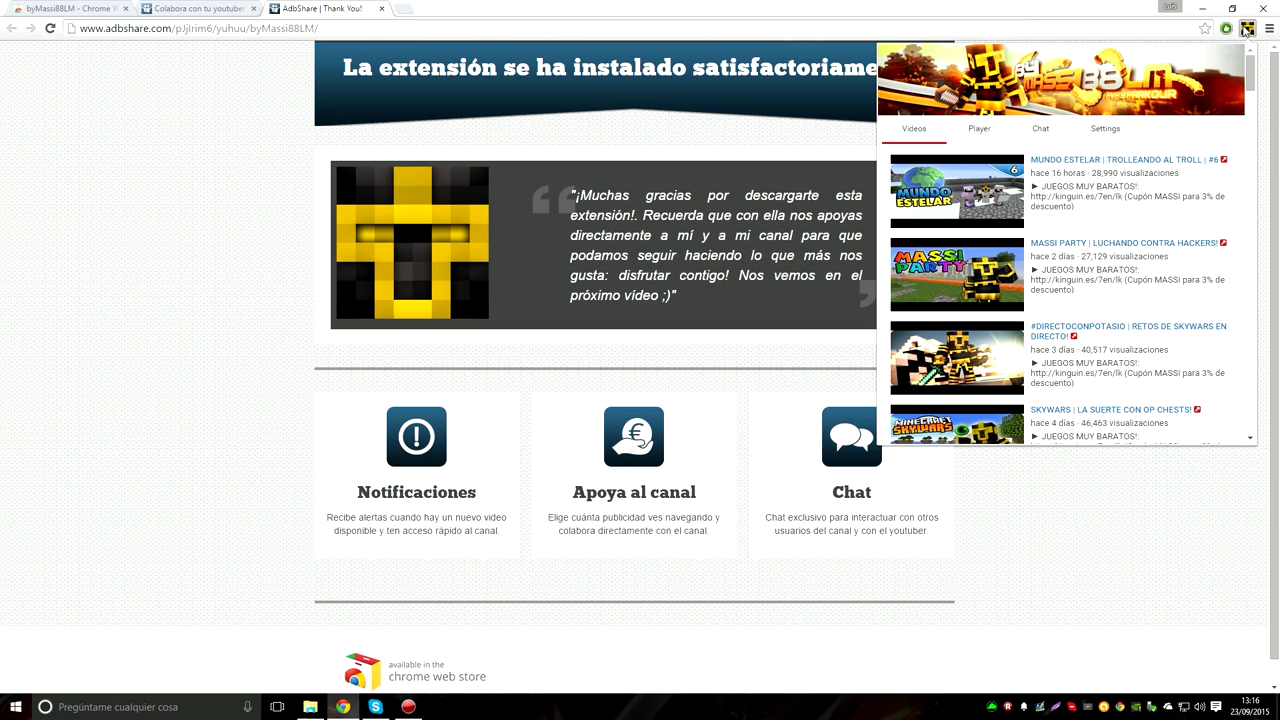 byMassi88LM - Chrome W
Colabora con tu youtuber
AdbShare | Thank You!
Luis
www.adbshare.com/pJjIrim6/yuhuu/byMassi88LM/
La extensión se ha instalado satisfactoriame
BY
MASSI88LM
Videos
Player
Chat
Settings
"¡Muchas gracias por descargarte esta
extensión!. Recuerda que con ella nos apoyas
directamente a mí y a mi canal para que
podamos seguir haciendo lo que más nos
gusta: disfrutar contigo! Nos vemos en el
próximo vídeo ;)"
6
MUNDO
ESTELAR
MUNDO ESTELAR | TROLLEANDO AL TROLL | #6
hace 16 horas · 28,990 visualizaciones
► JUEGOS MUY BARATOS!:
http://kinguin.es/7en/lk (Cupón MASSI para 3% de
descuento)
MASSI
PARTY
MASSI PARTY | LUCHANDO CONTRA HACKERS!
hace 2 días · 27,129 visualizaciones
► JUEGOS MUY BARATOS!:
http://kinguin.es/7en/lk (Cupón MASSI para 3% de
descuento)
#DIRECTOCONPOTASIO | RETOS DE SKYWARS EN
DIRECTO!
hace 3 días · 40,517 visualizaciones
► JUEGOS MUY BARATOS!:
http://kinguin.es/7en/lk (Cupón MASSI para 3% de
descuento)
MINECRAFT
SKYWARS
SKYWARS | LA SUERTE CON OP CHESTS!
hace 4 días · 46,463 visualizaciones
► JUEGOS MUY BARATOS!:
Notificaciones
Recibe alertas cuando hay un nuevo video
disponible y ten acceso rápido al canal.
Apoya al canal
Elige cuánta publicidad ves navegando y
colabora directamente con el canal.
Chat
Chat exclusivo para interactuar con otros
usuarios del canal y con el youtuber.
available in the
chrome web store
Pregúntame cualquier cosa
13:16
23/09/2015